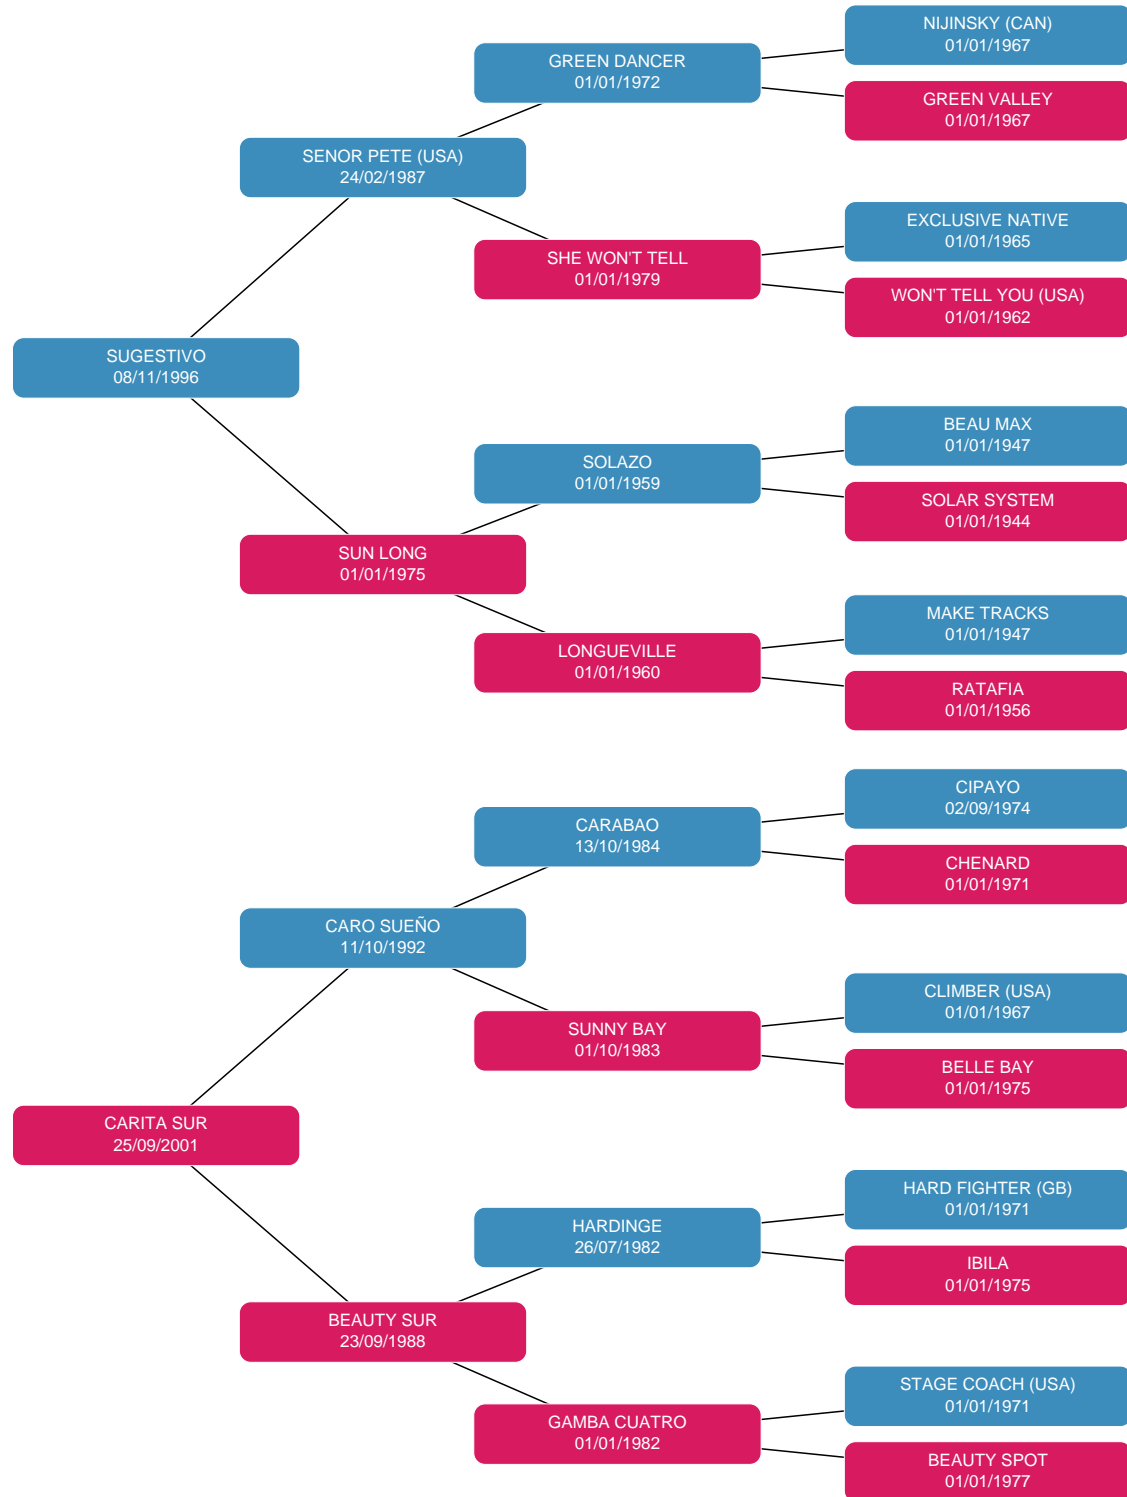 NIJINSKY (CAN)
01/01/1967
GREEN DANCER
01/01/1972
GREEN VALLEY
01/01/1967
SENOR PETE (USA)
24/02/1987
EXCLUSIVE NATIVE
01/01/1965
SHE WON'T TELL
01/01/1979
WON'T TELL YOU (USA)
01/01/1962
SUGESTIVO
08/11/1996
BEAU MAX
01/01/1947
SOLAZO
01/01/1959
SOLAR SYSTEM
01/01/1944
SUN LONG
01/01/1975
MAKE TRACKS
01/01/1947
LONGUEVILLE
01/01/1960
RATAFIA
01/01/1956
CIPAYO
02/09/1974
CARABAO
13/10/1984
CHENARD
01/01/1971
CARO SUEÑO
11/10/1992
CLIMBER (USA)
01/01/1967
SUNNY BAY
01/10/1983
BELLE BAY
01/01/1975
CARITA SUR
25/09/2001
HARD FIGHTER (GB)
01/01/1971
HARDINGE
26/07/1982
IBILA
01/01/1975
BEAUTY SUR
23/09/1988
STAGE COACH (USA)
01/01/1971
GAMBA CUATRO
01/01/1982
BEAUTY SPOT
01/01/1977